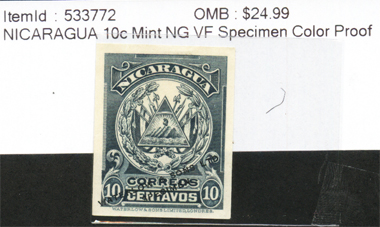 ItemId : 533772 OMB : $24.99
NICARAGUA 10c Mint NG VF Specimen Color Proof
NICARAGUA
CORREOS
10 CENTAVOS 10